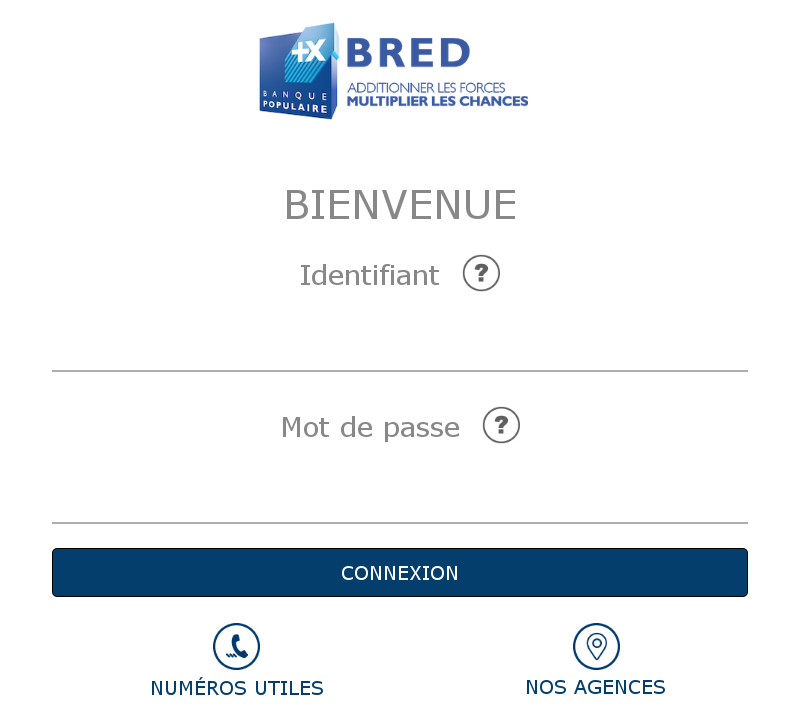 +X
BRED
BANQUE
POPULAIRE
ADDITIONNER LES FORCES
MULTIPLIER LES CHANCES
BIENVENUE
Identifiant ?
Mot de passe ?
CONNEXION
NUMÉROS UTILES
NOS AGENCES